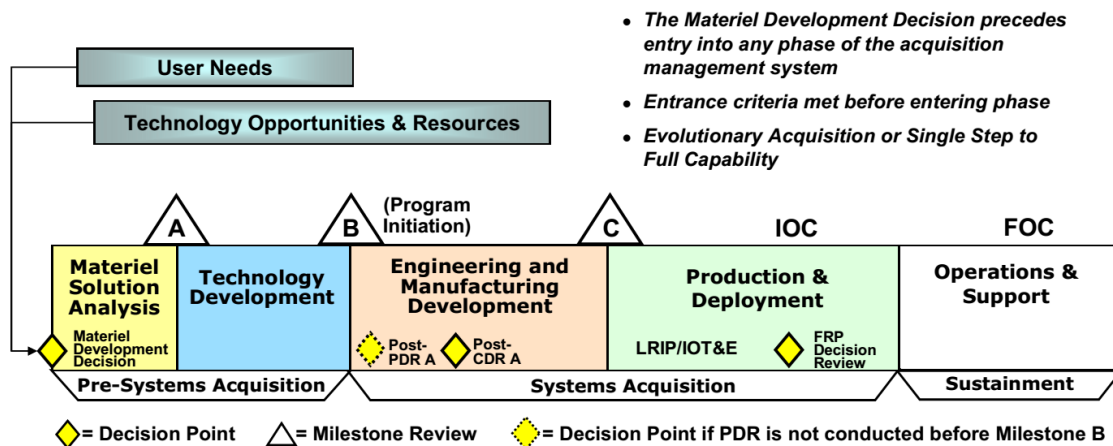 • The Materiel Development Decision precedes
entry into any phase of the acquisition
management system
• Entrance criteria met before entering phase
• Evolutionary Acquisition or Single Step to
Full Capability
User Needs
Technology Opportunities & Resources
A
B
(Program
Initiation)
C
IOC
FOC
Materiel
Solution
Analysis
Technology
Development
Engineering and
Manufacturing
Development
Production &
Deployment
Operations &
Support
Materiel
Development
Decision
Post-
PDR A
Post-
CDR A
LRIP/IOT&E
FRP
Decision
Review
Pre-Systems Acquisition
Systems Acquisition
Sustainment
= Decision Point
= Milestone Review
= Decision Point if PDR is not conducted before Milestone B